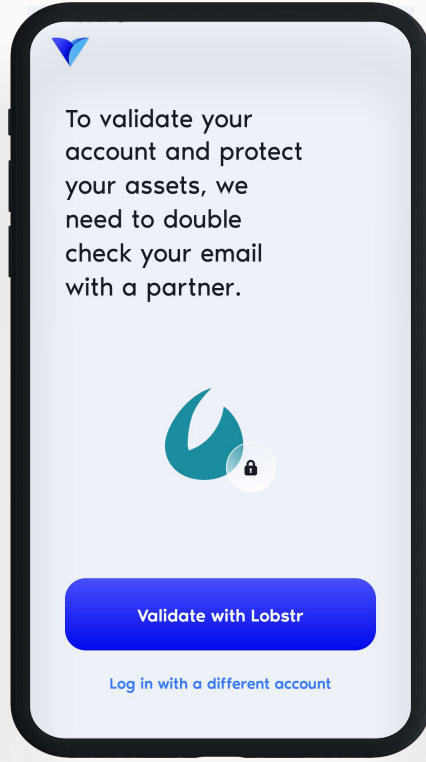 To validate your
account and protect
your assets, we
need to double
check your email
with a partner.
Validate with Lobstr
Log in with a different account